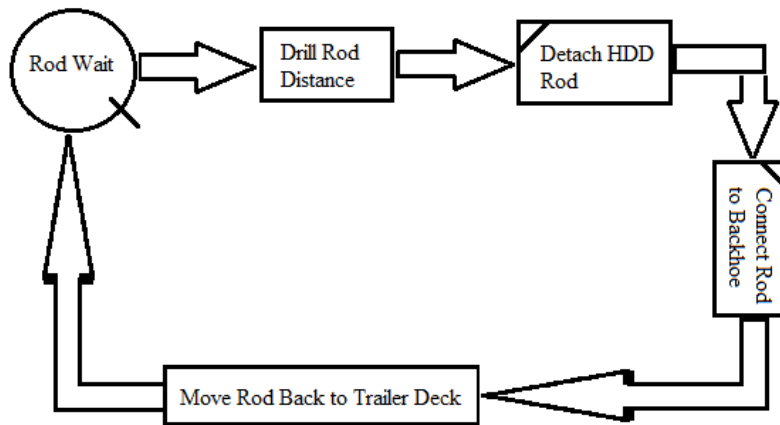 Rod Wait
Drill Rod
Distance
Detach HDD
Rod
Connect Rod
to Backhoe
Move Rod Back to Trailer Deck